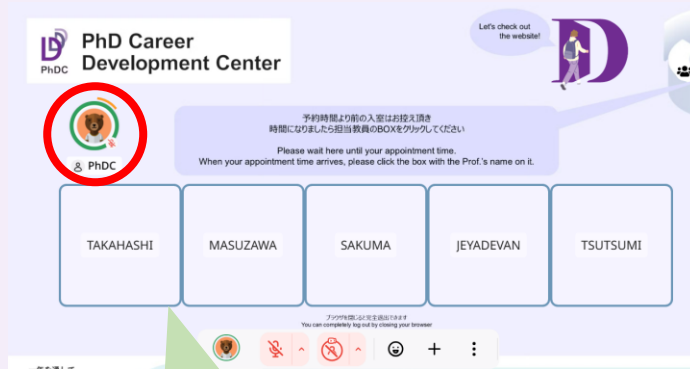 PhDC
PhD Career
Development Center
Let's check out
the website!
予約時間より前の入室はお控え頂き
時間になりましたら担当教員のBOXをクリックしてください
Please wait here until your appointment time.
When your appointment time arrives, please click the box with the Prof.'s name on it.
PhDC
TAKAHASHI
MASUZAWA
SAKUMA
JEYADEVAN
TSUTSUMI
ブラウザを閉じると完全退出できます
You can completely log out by closing your browser